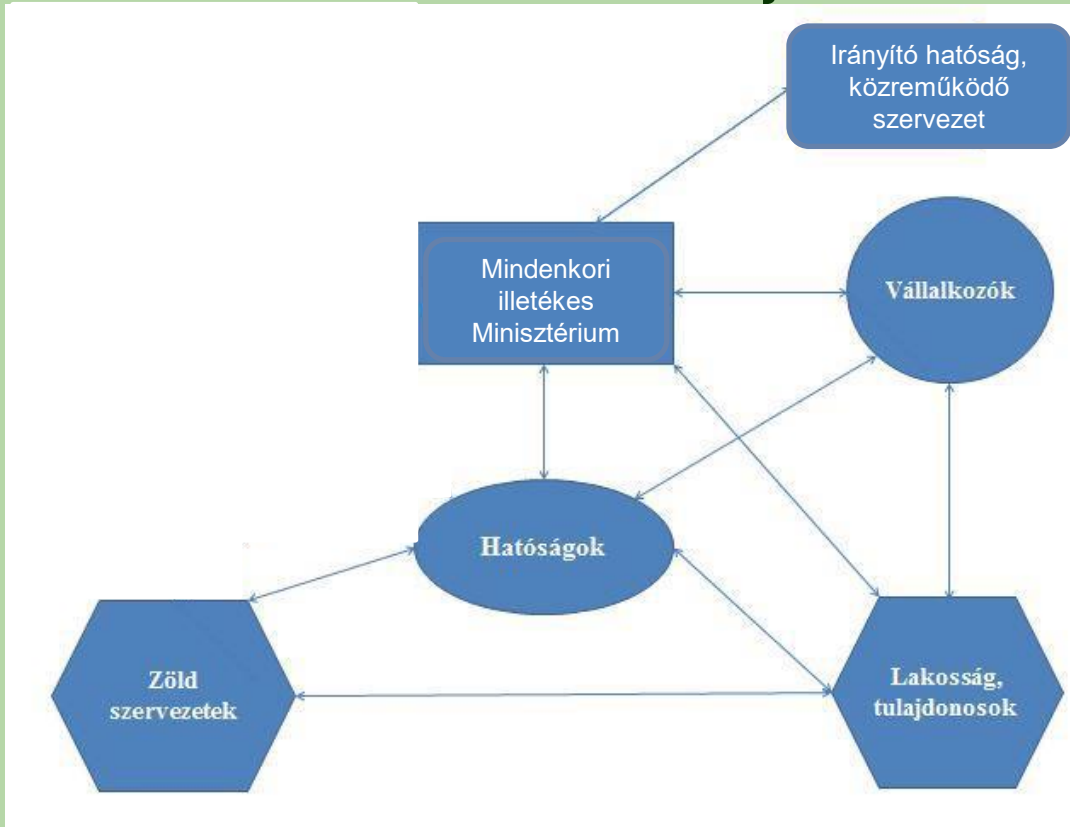 Irányító hatóság,
közreműködő
szervezet
Mindenkori
illetékes
Minisztérium
Vállalkozók
Hatóságok
Zöld
szervezetek
Lakosság,
tulajdonosok